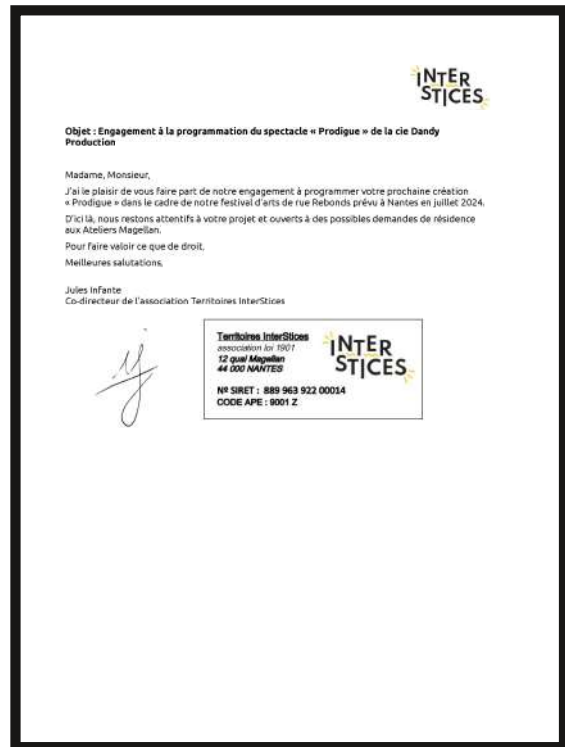 INTER
STICES
Objet : Engagement à la programmation du spectacle « Prodigue » de la cie Dandy
Production
Madame, Monsieur,
J'ai le plaisir de vous faire part de notre engagement à programmer votre prochaine création
« Prodigue » dans le cadre de notre festival d'arts de rue Rebonds prévu à Nantes en juillet 2024.
D'ici là, nous restons attentifs à votre projet et ouverts à des possibles demandes de résidence
aux Ateliers Magellan.
Pour faire valoir ce que de droit,
Meilleures salutations,
Jules Infante
Co-directeur de l'association Territoires InterStices
Territoires InterStices
association loi 1901
12 quai Magellan
44 000 NANTES
INTER
STICES
Nº SIRET : 889 963 922 00014
CODE APE : 9001 Z